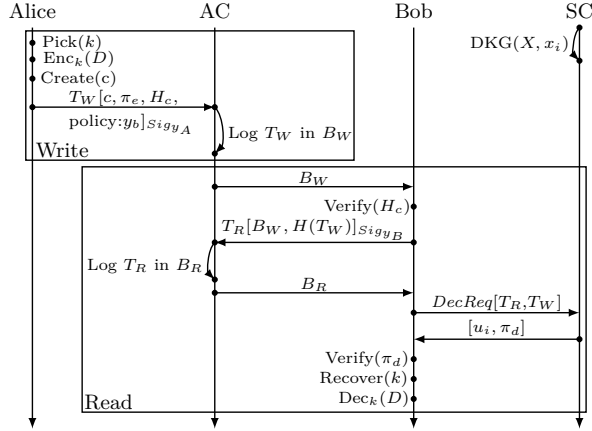 Alice AC Bob SC
DKG(X, x_i)
Pick(k)
Enc_k(D)
Create(c)
T_W[c, π_e, H_c,
policy:y_b]_{Sig_{y_A}}
Log T_W in B_W
Write
B_W
Verify(H_c)
T_R[B_W, H(T_W)]_{Sig_{y_B}}
Log T_R in B_R
B_R
DecReq[T_R,T_W]
[u_i, π_d]
Verify(π_d)
Recover(k)
Dec_k(D)
Read